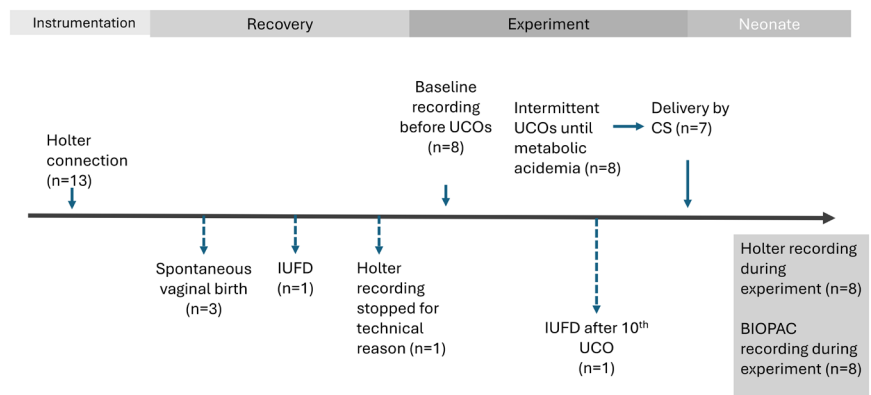 Instrumentation
Recovery
Experiment
Neonate
Holter
connection
(n=13)
Baseline
recording
before UCOs
(n=8)
Intermittent
UCOs until
metabolic
acidemia (n=8)
Delivery by
CS (n=7)
Spontaneous
vaginal birth
(n=3)
IUFD
(n=1)
Holter
recording
stopped for
technical
reason (n=1)
IUFD after 10th
UCO
(n=1)
Holter recording
during
experiment (n=8)
BIOPAC
recording during
experiment (n=8)